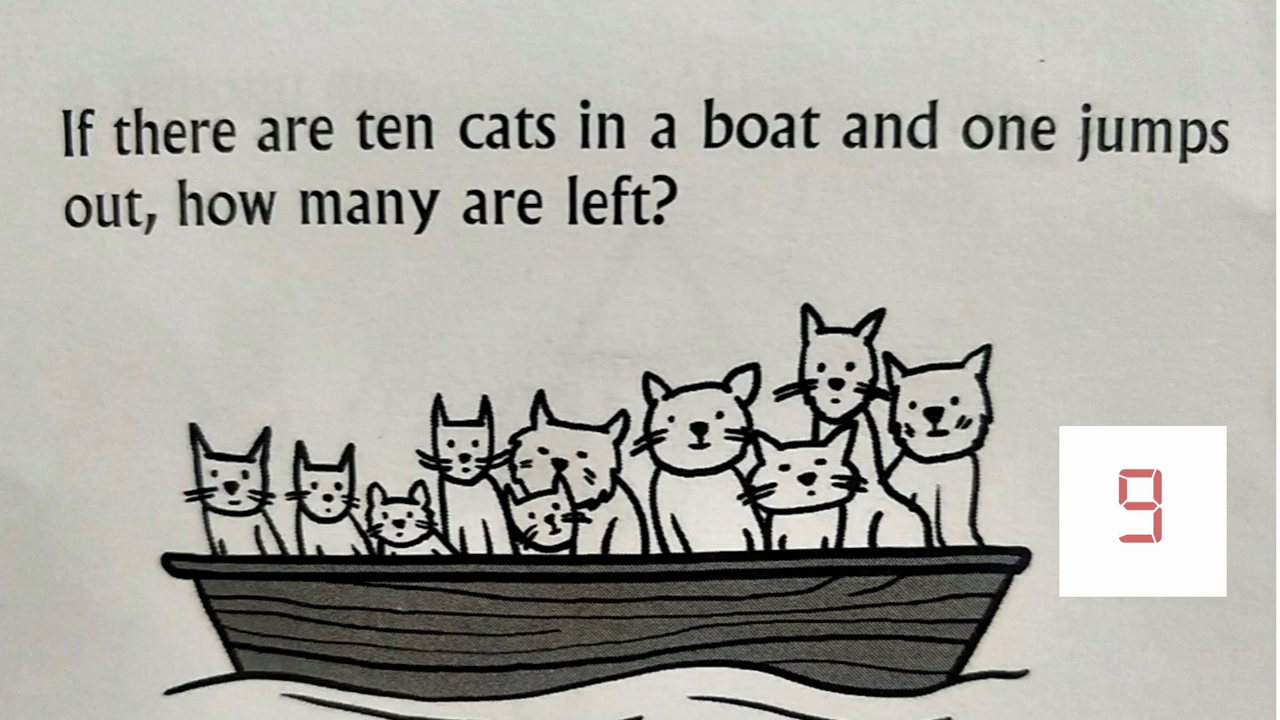 If there are ten cats in a boat and one jumps
out, how many are left?
9